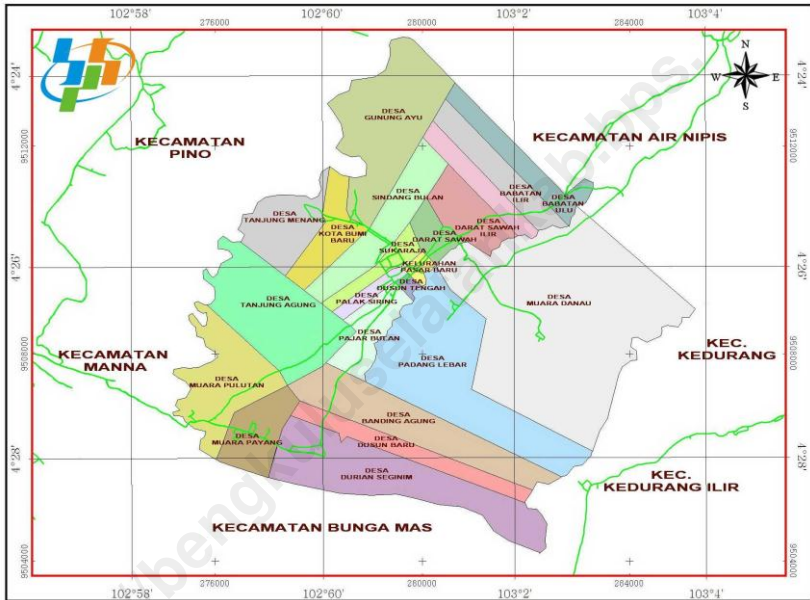 102°58' 102°60' 103°2' 103°4'
276000 280000 284000
4°24' 4°24'
N
W E
S
DESA
GUNUNG AYU
KECAMATAN
PINO
KECAMATAN AIR NIPIS
9512000 9512000
DESA
SINDANG BULAN
DESA
BABATAN
ILIR
DESA
BABATAN
ULU
DESA
TANJUNG MENANG
DESA
KOTA BUMI
BARU
DESA
DARAT SAWAH
ILIR
DESA
DARAT SAWAH
DESA
SUKARAJA
KELURAHAN
PASAR BARU
4°26' 4°26'
DESA
DUSUN TENGAH
DESA
TANJUNG AGUNG
DESA
PALAK SIRING
DESA
MUARA DANAU
DESA
PAJAR BULAN
KEC.
KEDURANG
KECAMATAN
MANNA
9508000 9508000
DESA
PADANG LEBAR
DESA
MUARA PULUTAN
DESA
BANDING AGUNG
DESA
MUARA PAYANG
DESA
DUSUN BARU
4°28' 4°28'
DESA
DURIAN SEGINIM
KEC.
KEDURANG ILIR
KECAMATAN BUNGA MAS
9504000 9504000
276000 280000 284000
102°58' 102°60' 103°2' 103°4'